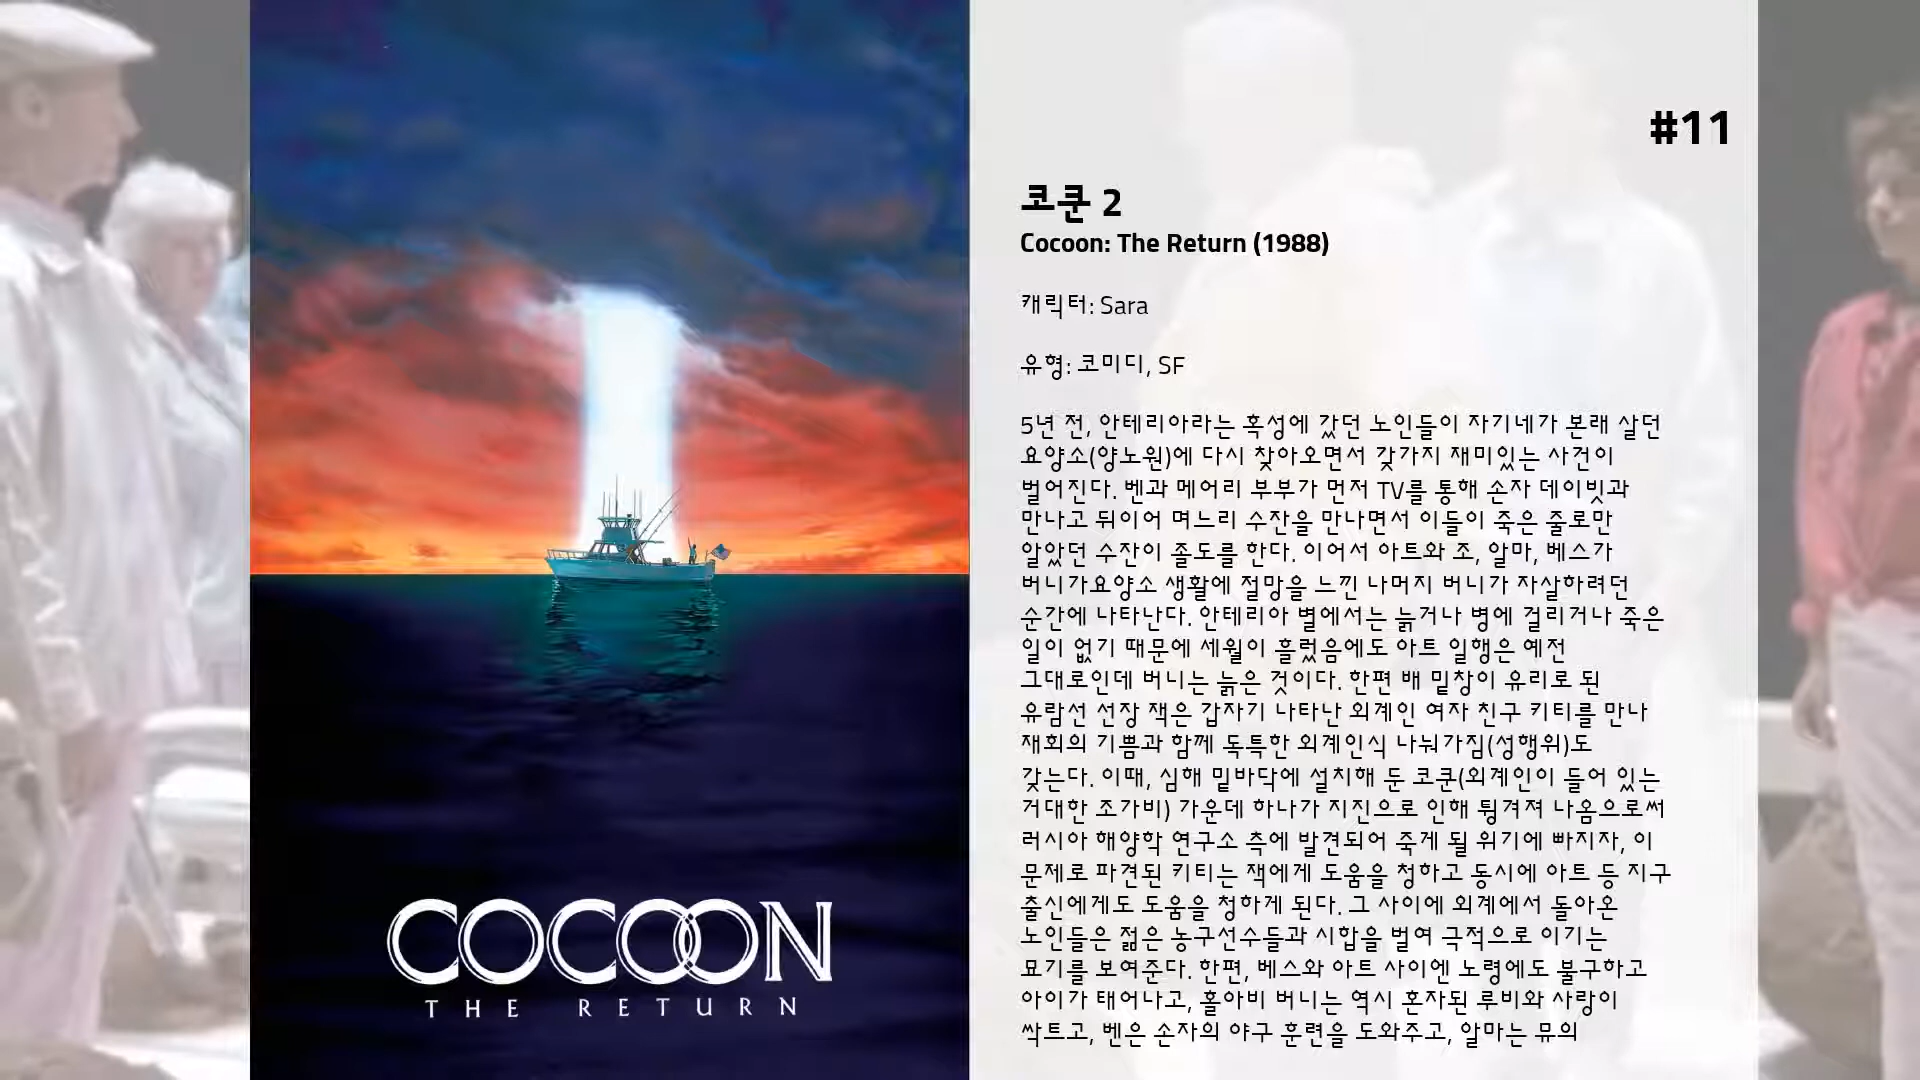 COCOON
THE RETURN
#11
코쿤 2
Cocoon: The Return (1988)
캐릭터: Sara
유형: 코미디, SF
5년 전, 안테리아라는 혹성에 갔던 노인들이 자기네가 본래 살던
요양소(양노원)에 다시 찾아오면서 갖가지 재미있는 사건이
벌어진다. 벤과 메어리 부부가 먼저 TV를 통해 손자 데이빗과
만나고 뒤이어 며느리 수잔을 만나면서 이들이 죽은 줄로만
알았던 수잔이 졸도를 한다. 이어서 아트와 조, 알마, 베스가
버니가요양소 생활에 절망을 느낀 나머지 버니가 자살하려던
순간에 나타난다. 안테리아 별에서는 늙거나 병에 걸리거나 죽은
일이 없기 때문에 세월이 흘렀음에도 아트 일행은 예전
그대로인데 버니는 늙은 것이다. 한편 배 밑창이 유리로 된
유람선 선장 잭은 갑자기 나타난 외계인 여자 친구 키티를 만나
재회의 기쁨과 함께 독특한 외계인식 나눠가짐(성행위)도
갖는다. 이때, 심해 밑바닥에 설치해 둔 코쿤(외계인이 들어 있는
거대한 조가비) 가운데 하나가 지진으로 인해 튕겨져 나옴으로써
러시아 해양학 연구소 측에 발견되어 죽게 될 위기에 빠지자, 이
문제로 파견된 키티는 잭에게 도움을 청하고 동시에 아트 등 지구
출신에게도 도움을 청하게 된다. 그 사이에 외계에서 돌아온
노인들은 젊은 농구선수들과 시합을 벌여 극적으로 이기는
묘기를 보여준다. 한편, 베스와 아트 사이엔 노령에도 불구하고
아이가 태어나고, 홀아비 버니는 역시 혼자된 루비와 사랑이
싹트고, 벤은 손자의 야구 훈련을 도와주고, 알마는 뮤의